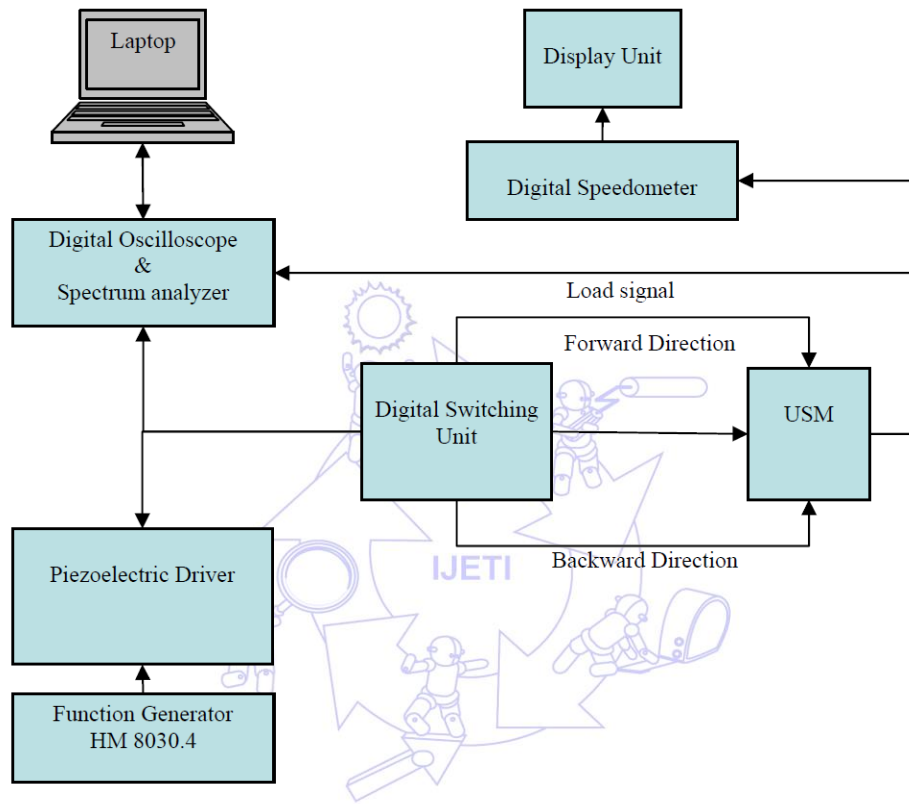 Laptop
Display Unit
Digital Speedometer
Digital Oscilloscope
&
Spectrum analyzer
Load signal
Forward Direction
Digital Switching
Unit
USM
Backward Direction
IJETI
Piezoelectric Driver
Function Generator
HM 8030.4